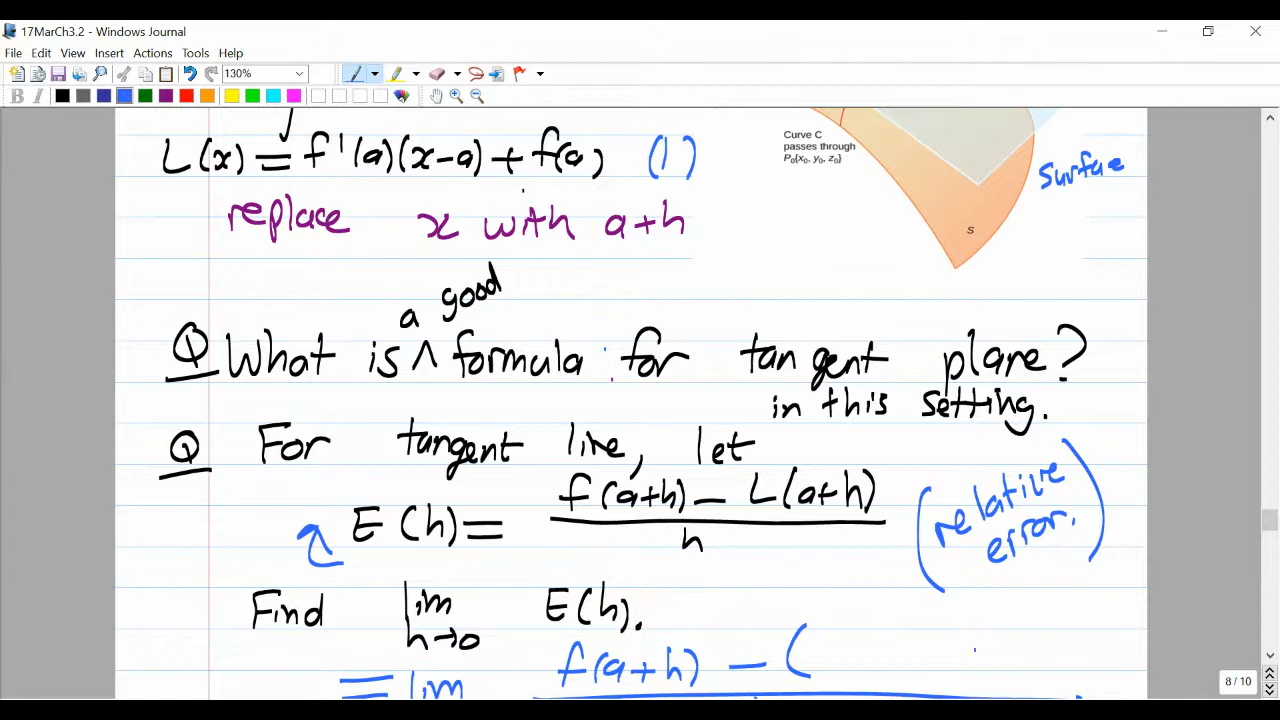 17MarCh3.2 - Windows Journal
File Edit View Insert Actions Tools Help
130%
B I
L(x) = f'(a)(x-a) + f(a) (1)
replace x with a+h
Curve C
passes through
P₀(x₀, y₀, z₀)
surface
S
a good
Q What is ^ formula for tangent plane?
in this setting.
Q For tangent line, let
E(h) = f(a+h) - L(a+h)
h
(relative
error.)
Find lim E(h).
h→0
= lim f(a+h) - (
8 / 10